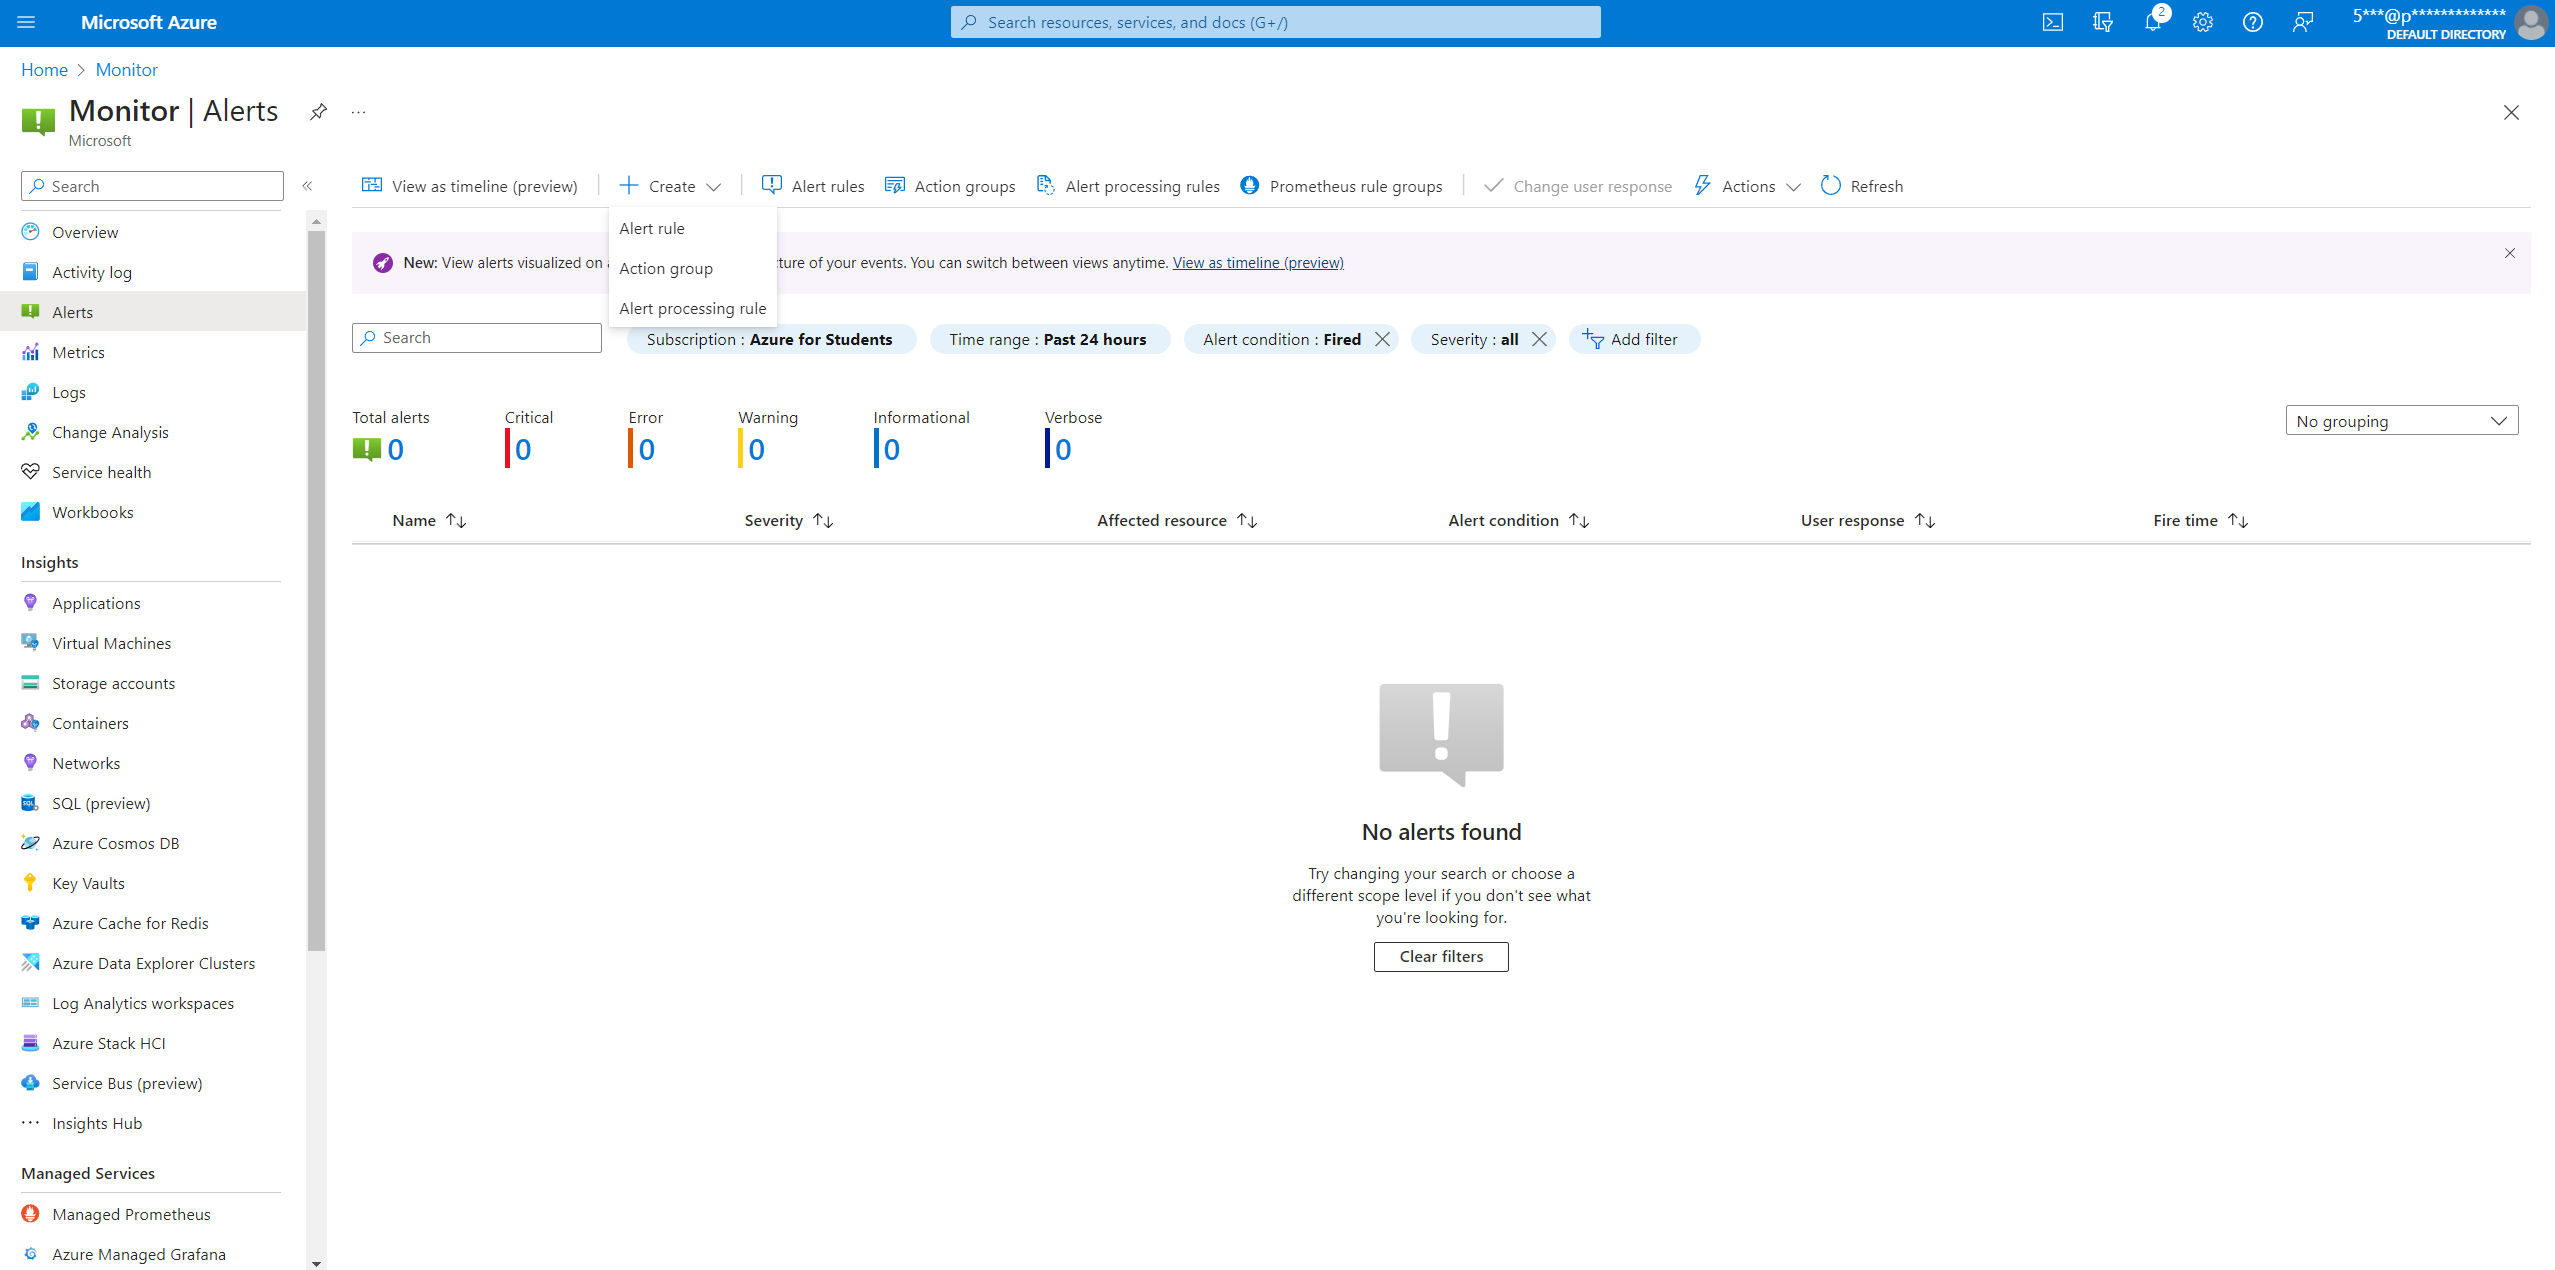 Microsoft Azure
Search resources, services, and docs (G+/)
2
5***@p*************
DEFAULT DIRECTORY
Home > Monitor
Monitor | Alerts
Microsoft
Search
View as timeline (preview)
Create
Alert rules
Action groups
Alert processing rules
Prometheus rule groups
Change user response
Actions
Refresh
Alert rule
Action group
Alert processing rule
New: View alerts visualized on
ture of your events. You can switch between views anytime. View as timeline (preview)
Search
Subscription : Azure for Students
Time range : Past 24 hours
Alert condition : Fired
Severity : all
Add filter
Total alerts
0
Critical
0
Error
0
Warning
0
Informational
0
Verbose
0
No grouping
Name
Severity
Affected resource
Alert condition
User response
Fire time
No alerts found
Try changing your search or choose a
different scope level if you don't see what
you're looking for.
Clear filters
Overview
Activity log
Alerts
Metrics
Logs
Change Analysis
Service health
Workbooks
Insights
Applications
Virtual Machines
Storage accounts
Containers
Networks
SQL (preview)
Azure Cosmos DB
Key Vaults
Azure Cache for Redis
Azure Data Explorer Clusters
Log Analytics workspaces
Azure Stack HCI
Service Bus (preview)
Insights Hub
Managed Services
Managed Prometheus
Azure Managed Grafana